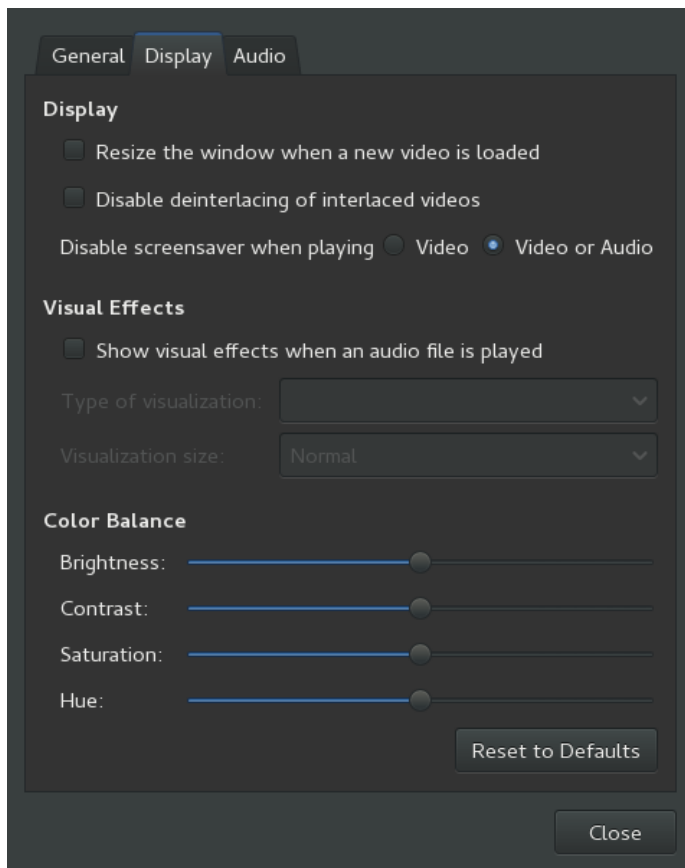 General Display Audio
Display
Resize the window when a new video is loaded
Disable deinterlacing of interlaced videos
Disable screensaver when playing Video Video or Audio
Visual Effects
Show visual effects when an audio file is played
Type of visualization:
Visualization size: Normal
Color Balance
Brightness:
Contrast:
Saturation:
Hue:
Reset to Defaults
Close